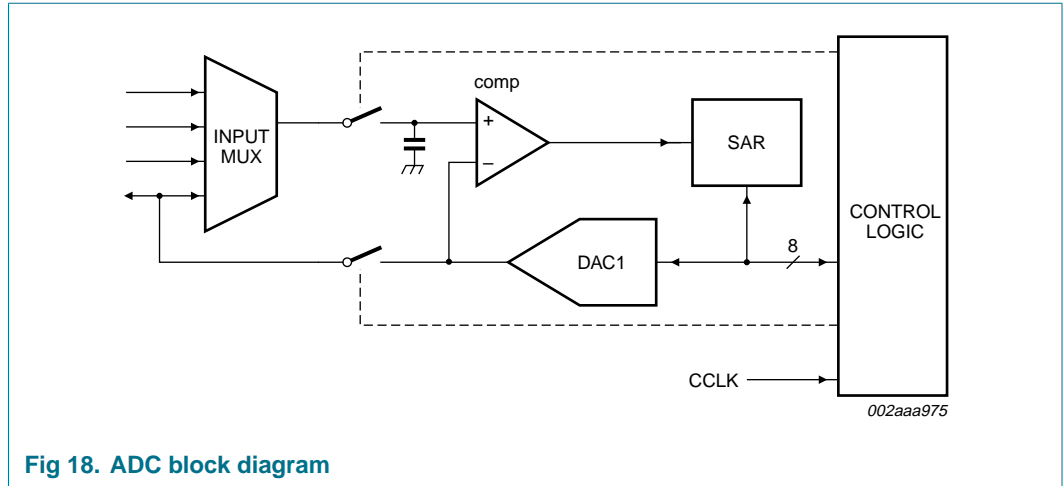 comp
+
–
INPUT
MUX
SAR
CONTROL
LOGIC
8
DAC1
CCLK
002aaa975
Fig 18. ADC block diagram